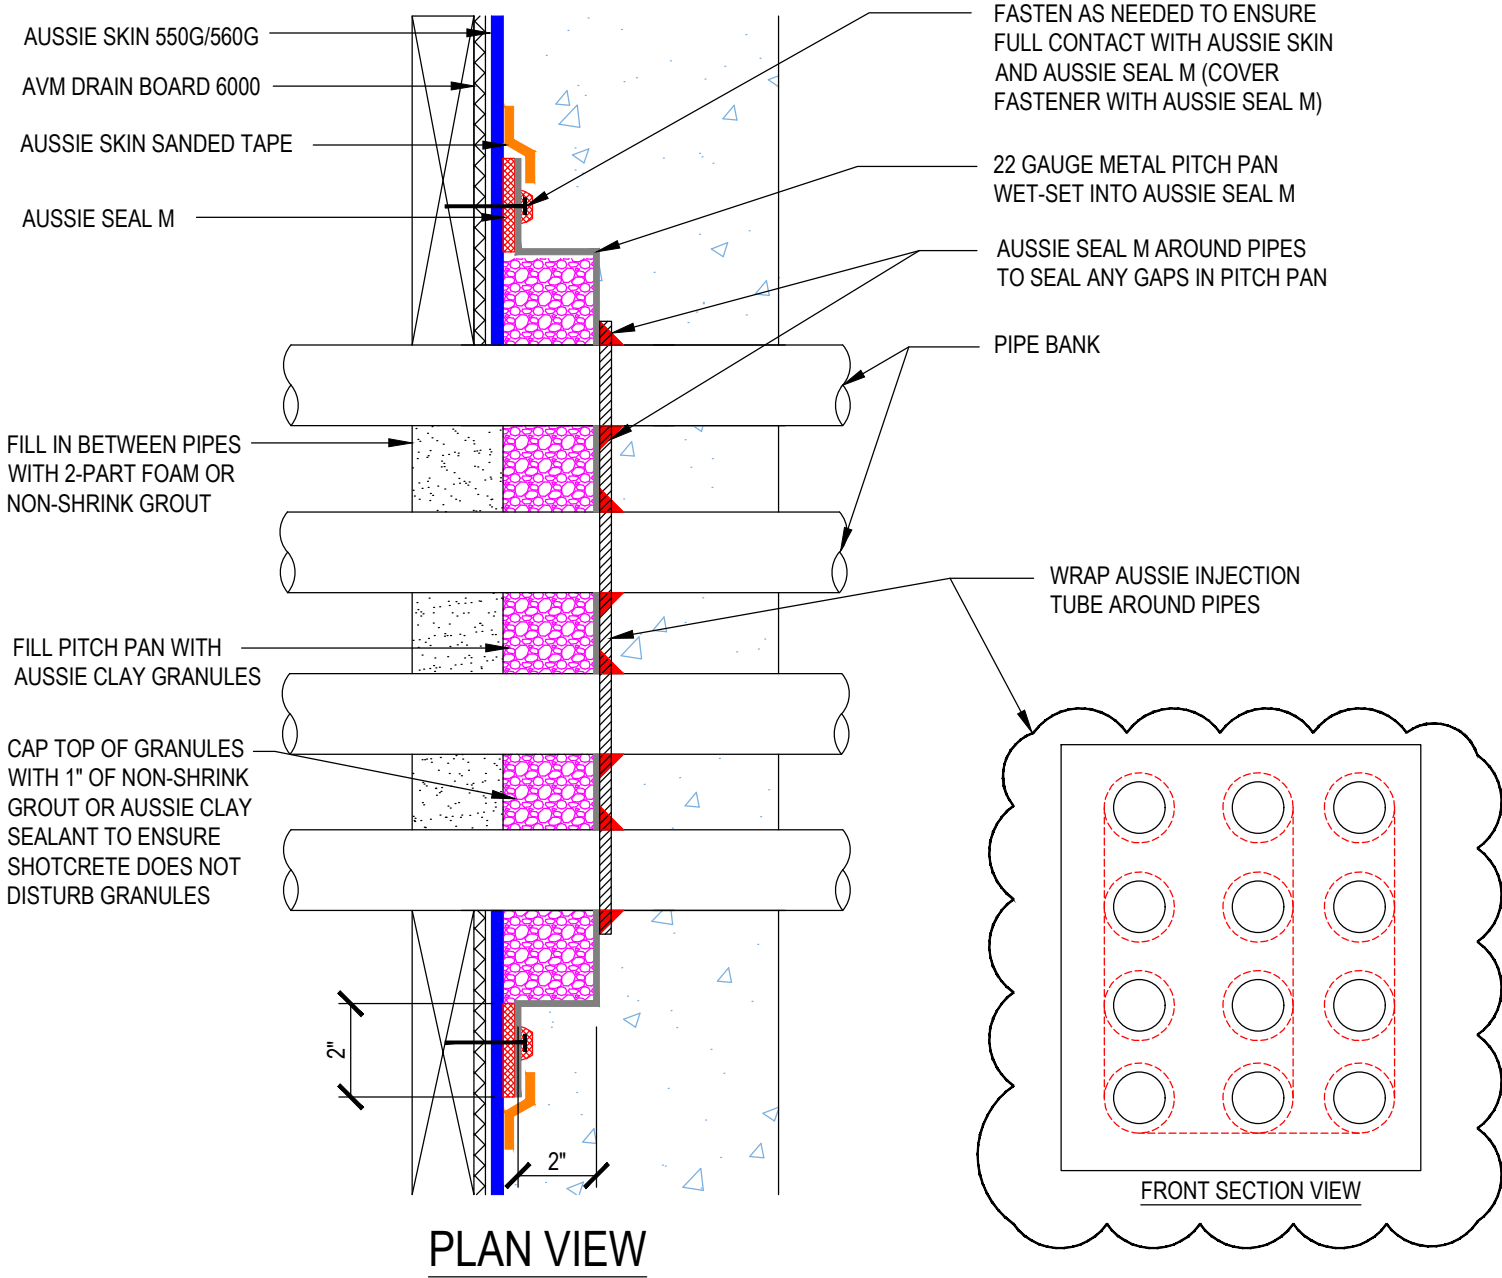 AUSSIE SKIN 550G/560G
AVM DRAIN BOARD 6000
AUSSIE SKIN SANDED TAPE
AUSSIE SEAL M
FASTEN AS NEEDED TO ENSURE
FULL CONTACT WITH AUSSIE SKIN
AND AUSSIE SEAL M (COVER
FASTENER WITH AUSSIE SEAL M)
22 GAUGE METAL PITCH PAN
WET-SET INTO AUSSIE SEAL M
AUSSIE SEAL M AROUND PIPES
TO SEAL ANY GAPS IN PITCH PAN
PIPE BANK
FILL IN BETWEEN PIPES
WITH 2-PART FOAM OR
NON-SHRINK GROUT
WRAP AUSSIE INJECTION
TUBE AROUND PIPES
FILL PITCH PAN WITH
AUSSIE CLAY GRANULES
CAP TOP OF GRANULES
WITH 1" OF NON-SHRINK
GROUT OR AUSSIE CLAY
SEALANT TO ENSURE
SHOTCRETE DOES NOT
DISTURB GRANULES
2"
2"
FRONT SECTION VIEW
PLAN VIEW